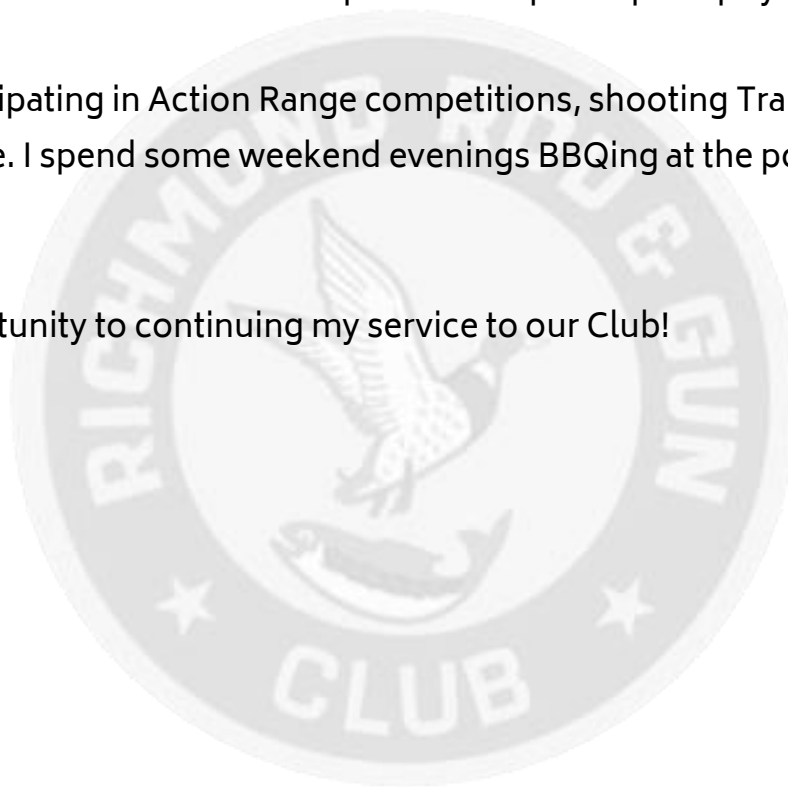 ipating in Action Range competitions, shooting Tra
e. I spend some weekend evenings BBQing at the po
tunity to continuing my service to our Club!
RICHMOND ROD & GUN
CLUB